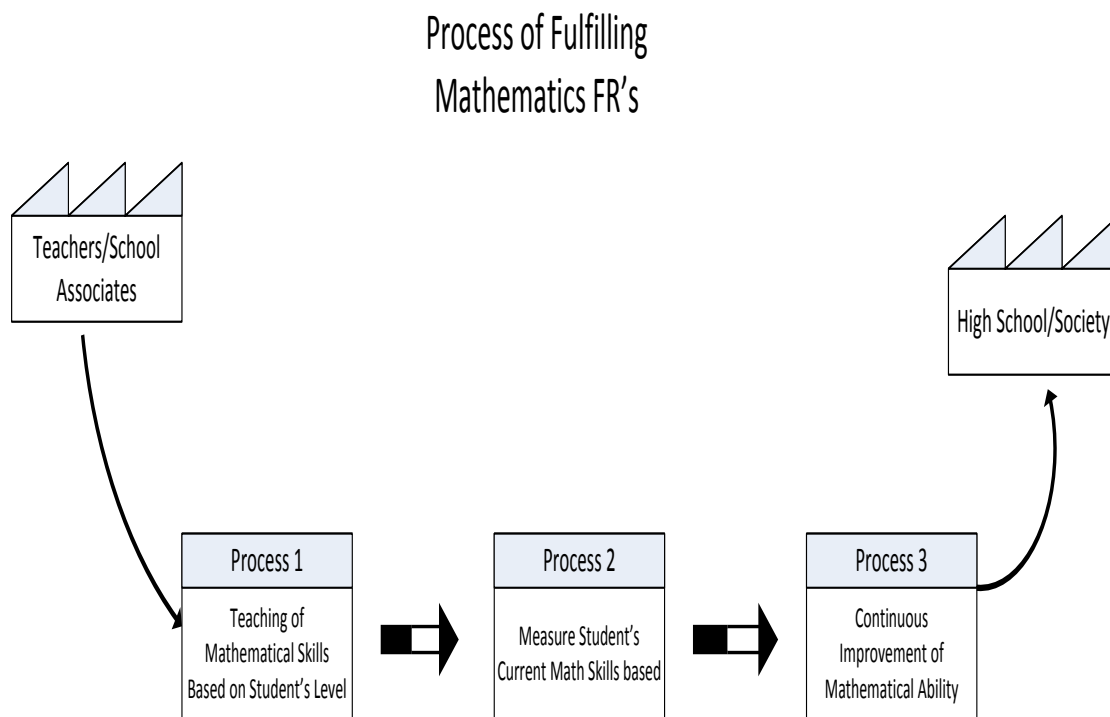 Process of Fulfilling
Mathematics FR's
Teachers/School
Associates
High School/Society
Process 1
Teaching of
Mathematical Skills
Based on Student's Level
Process 2
Measure Student's
Current Math Skills based
Process 3
Continuous
Improvement of
Mathematical Ability